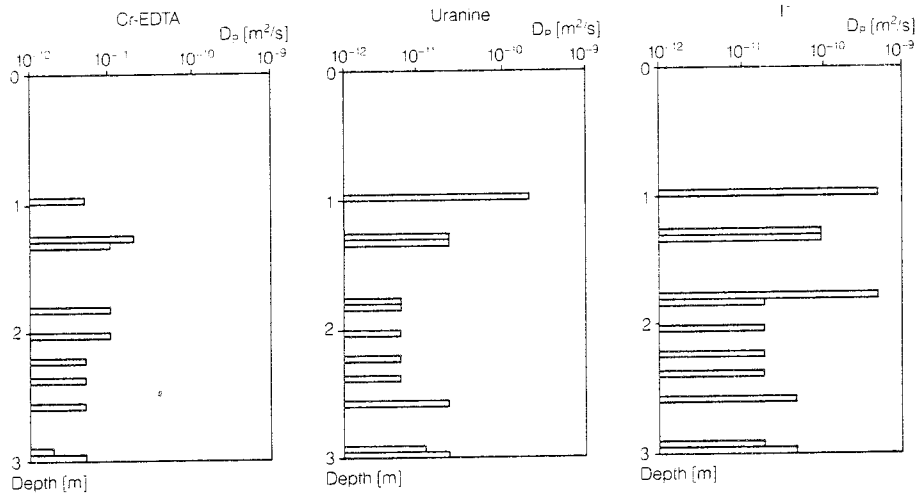 Cr-EDTA
Dₚ [m²/s]
10⁻¹² 10⁻¹¹ 10⁻¹⁰ 10⁻⁹
0
1
2
3
Depth [m]
Uranine
Dₚ [m²/s]
10⁻¹² 10⁻¹¹ 10⁻¹⁰ 10⁻⁹
0
1
2
3
Depth [m]
I⁻
Dₚ [m²/s]
10⁻¹² 10⁻¹¹ 10⁻¹⁰ 10⁻⁹
0
1
2
3
Depth [m]